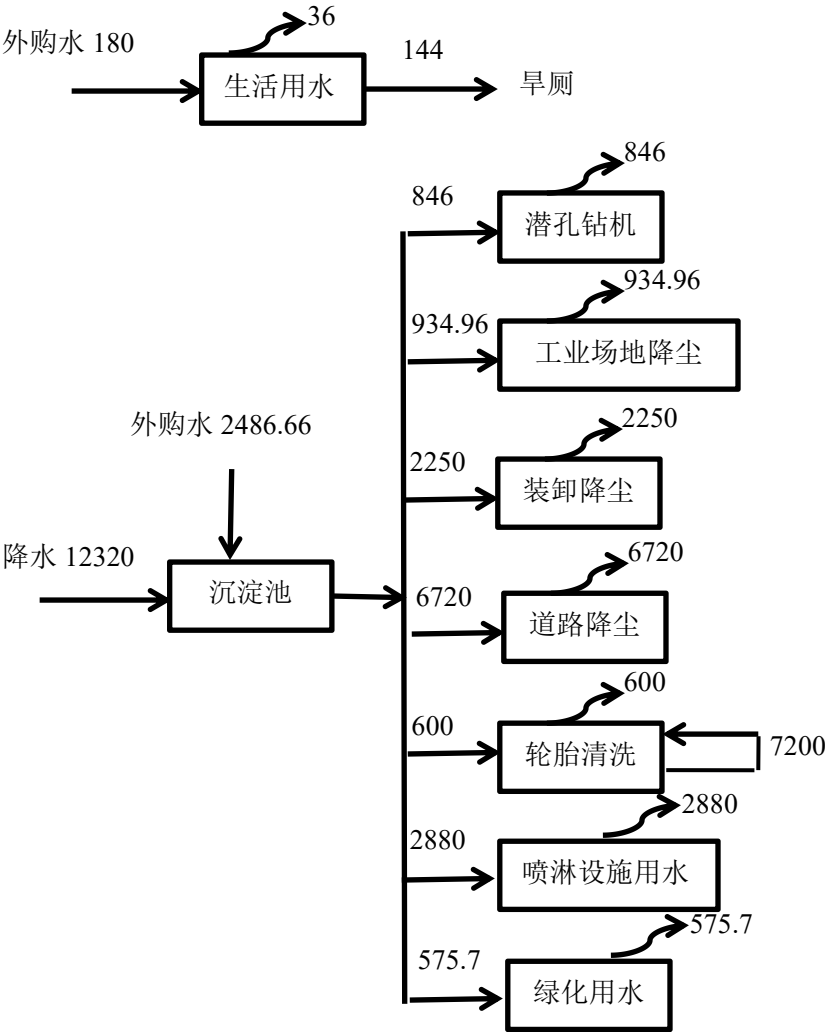 36
外购水 180
144
生活用水
旱厕
846
846
潜孔钻机
934.96
934.96
工业场地降尘
外购水 2486.66
2250
2250
装卸降尘
降水 12320
沉淀池
6720
6720
道路降尘
600
600
轮胎清洗
7200
2880
2880
喷淋设施用水
575.7
575.7
绿化用水